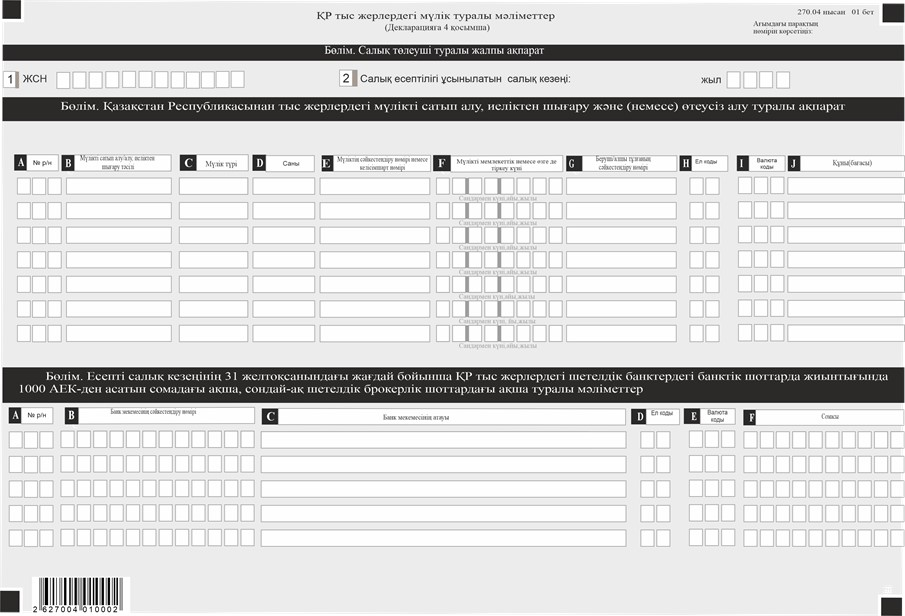 ҚР тыс жерлердегі мүлік туралы мәліметтер
(Декларацияға 4 қосымша)
270.04 нысан 01 бет
Ағымдағы парақтың
нөмірін көрсетіңіз:
Бөлім. Салық төлеуші туралы жалпы ақпарат
1 ЖСН
2 Салық есептілігі ұсынылатын салық кезеңі:
жыл
Бөлім. Қазақстан Республикасынан тыс жерлердегі мүлікті сатып алу, иеліктен шығару және (немесе) өтеусіз алу туралы ақпарат
A № р/н
B Мүлікті сатып алу/алу, иеліктен
шығару тәсілі
C Мүлік түрі
D Саны
E Мүліктің сәйкестендіру нөмірі немесе
келісімшарт нөмірі
F Мүлікті мемлекеттік немесе өзге де
тіркеу күні
G Беруші/алушы тұлғаның
сәйкестендіру нөмірі
H Ел коды
I Валюта
коды
J Құны(бағасы)
Сандармен күні,айы,жылы
Сандармен күні,айы,жылы
Сандармен күні,айы,жылы
Сандармен күні,айы,жылы
Сандармен күні,айы,жылы
Сандармен күні, айы,жылы
Сандармен күні,айы,жылы
Бөлім. Есепті салық кезеңінің 31 желтоқсанындағы жағдай бойынша ҚР тыс жерлердегі шетелдік банктердегі банктік шоттарда жиынтығында
1000 АЕК-ден асатын сомадағы ақша, сондай-ақ шетелдік брокерлік шоттардағы ақша туралы мәліметтер
A № р/н
B Банк мекемесінің сәйкестендіру нөмірі
C Банк мекемесінің атауы
D Ел коды
E Валюта
коды
F Сомасы
2 627004 010002